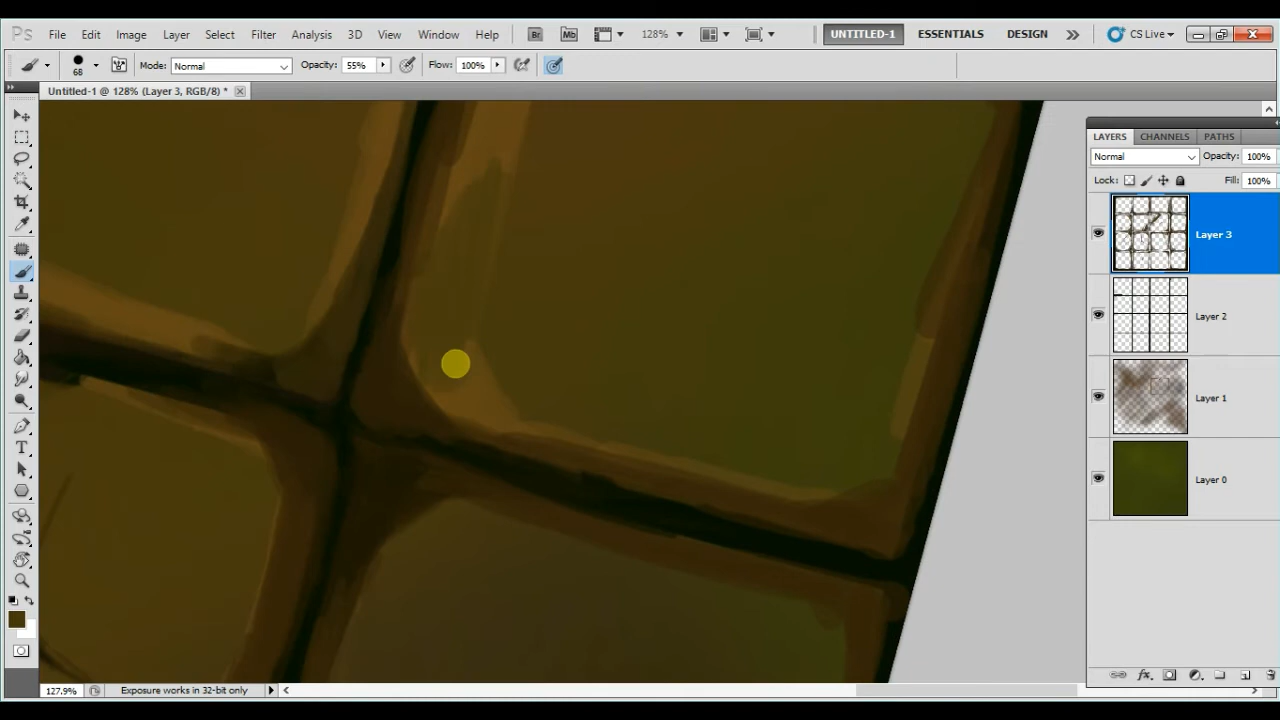 Ps File Edit Image Layer Select Filter Analysis 3D View Window Help Br Mb 128% UNTITLED-1 ESSENTIALS DESIGN CS Live
68 Mode: Normal Opacity: 55% Flow: 100%
Untitled-1 @ 128% (Layer 3, RGB/8) *
LAYERS CHANNELS PATHS
Normal Opacity: 100%
Lock: Fill: 100%
Layer 3
Layer 2
Layer 1
Layer 0
T
fx.
127.9% Exposure works in 32-bit only